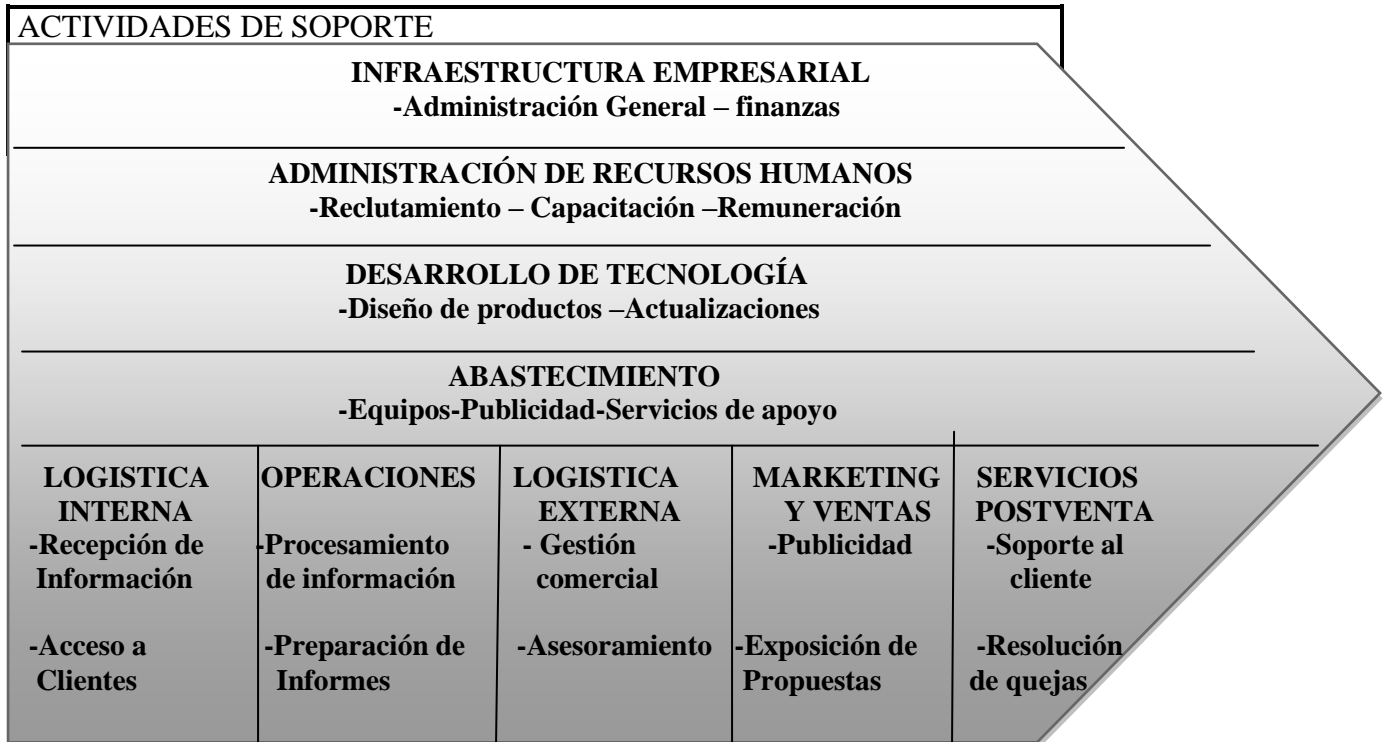 ACTIVIDADES DE SOPORTE
INFRAESTRUCTURA EMPRESARIAL
-Administración General – finanzas
ADMINISTRACIÓN DE RECURSOS HUMANOS
-Reclutamiento – Capacitación –Remuneración
DESARROLLO DE TECNOLOGÍA
-Diseño de productos –Actualizaciones
ABASTECIMIENTO
-Equipos-Publicidad-Servicios de apoyo
LOGISTICA
INTERNA
-Recepción de
Información
-Acceso a
Clientes
OPERACIONES
-Procesamiento
de información
-Preparación de
Informes
LOGISTICA
EXTERNA
- Gestión
comercial
-Asesoramiento
MARKETING
Y VENTAS
-Publicidad
-Exposición de
Propuestas
SERVICIOS
POSTVENTA
-Soporte al
cliente
-Resolución
de quejas